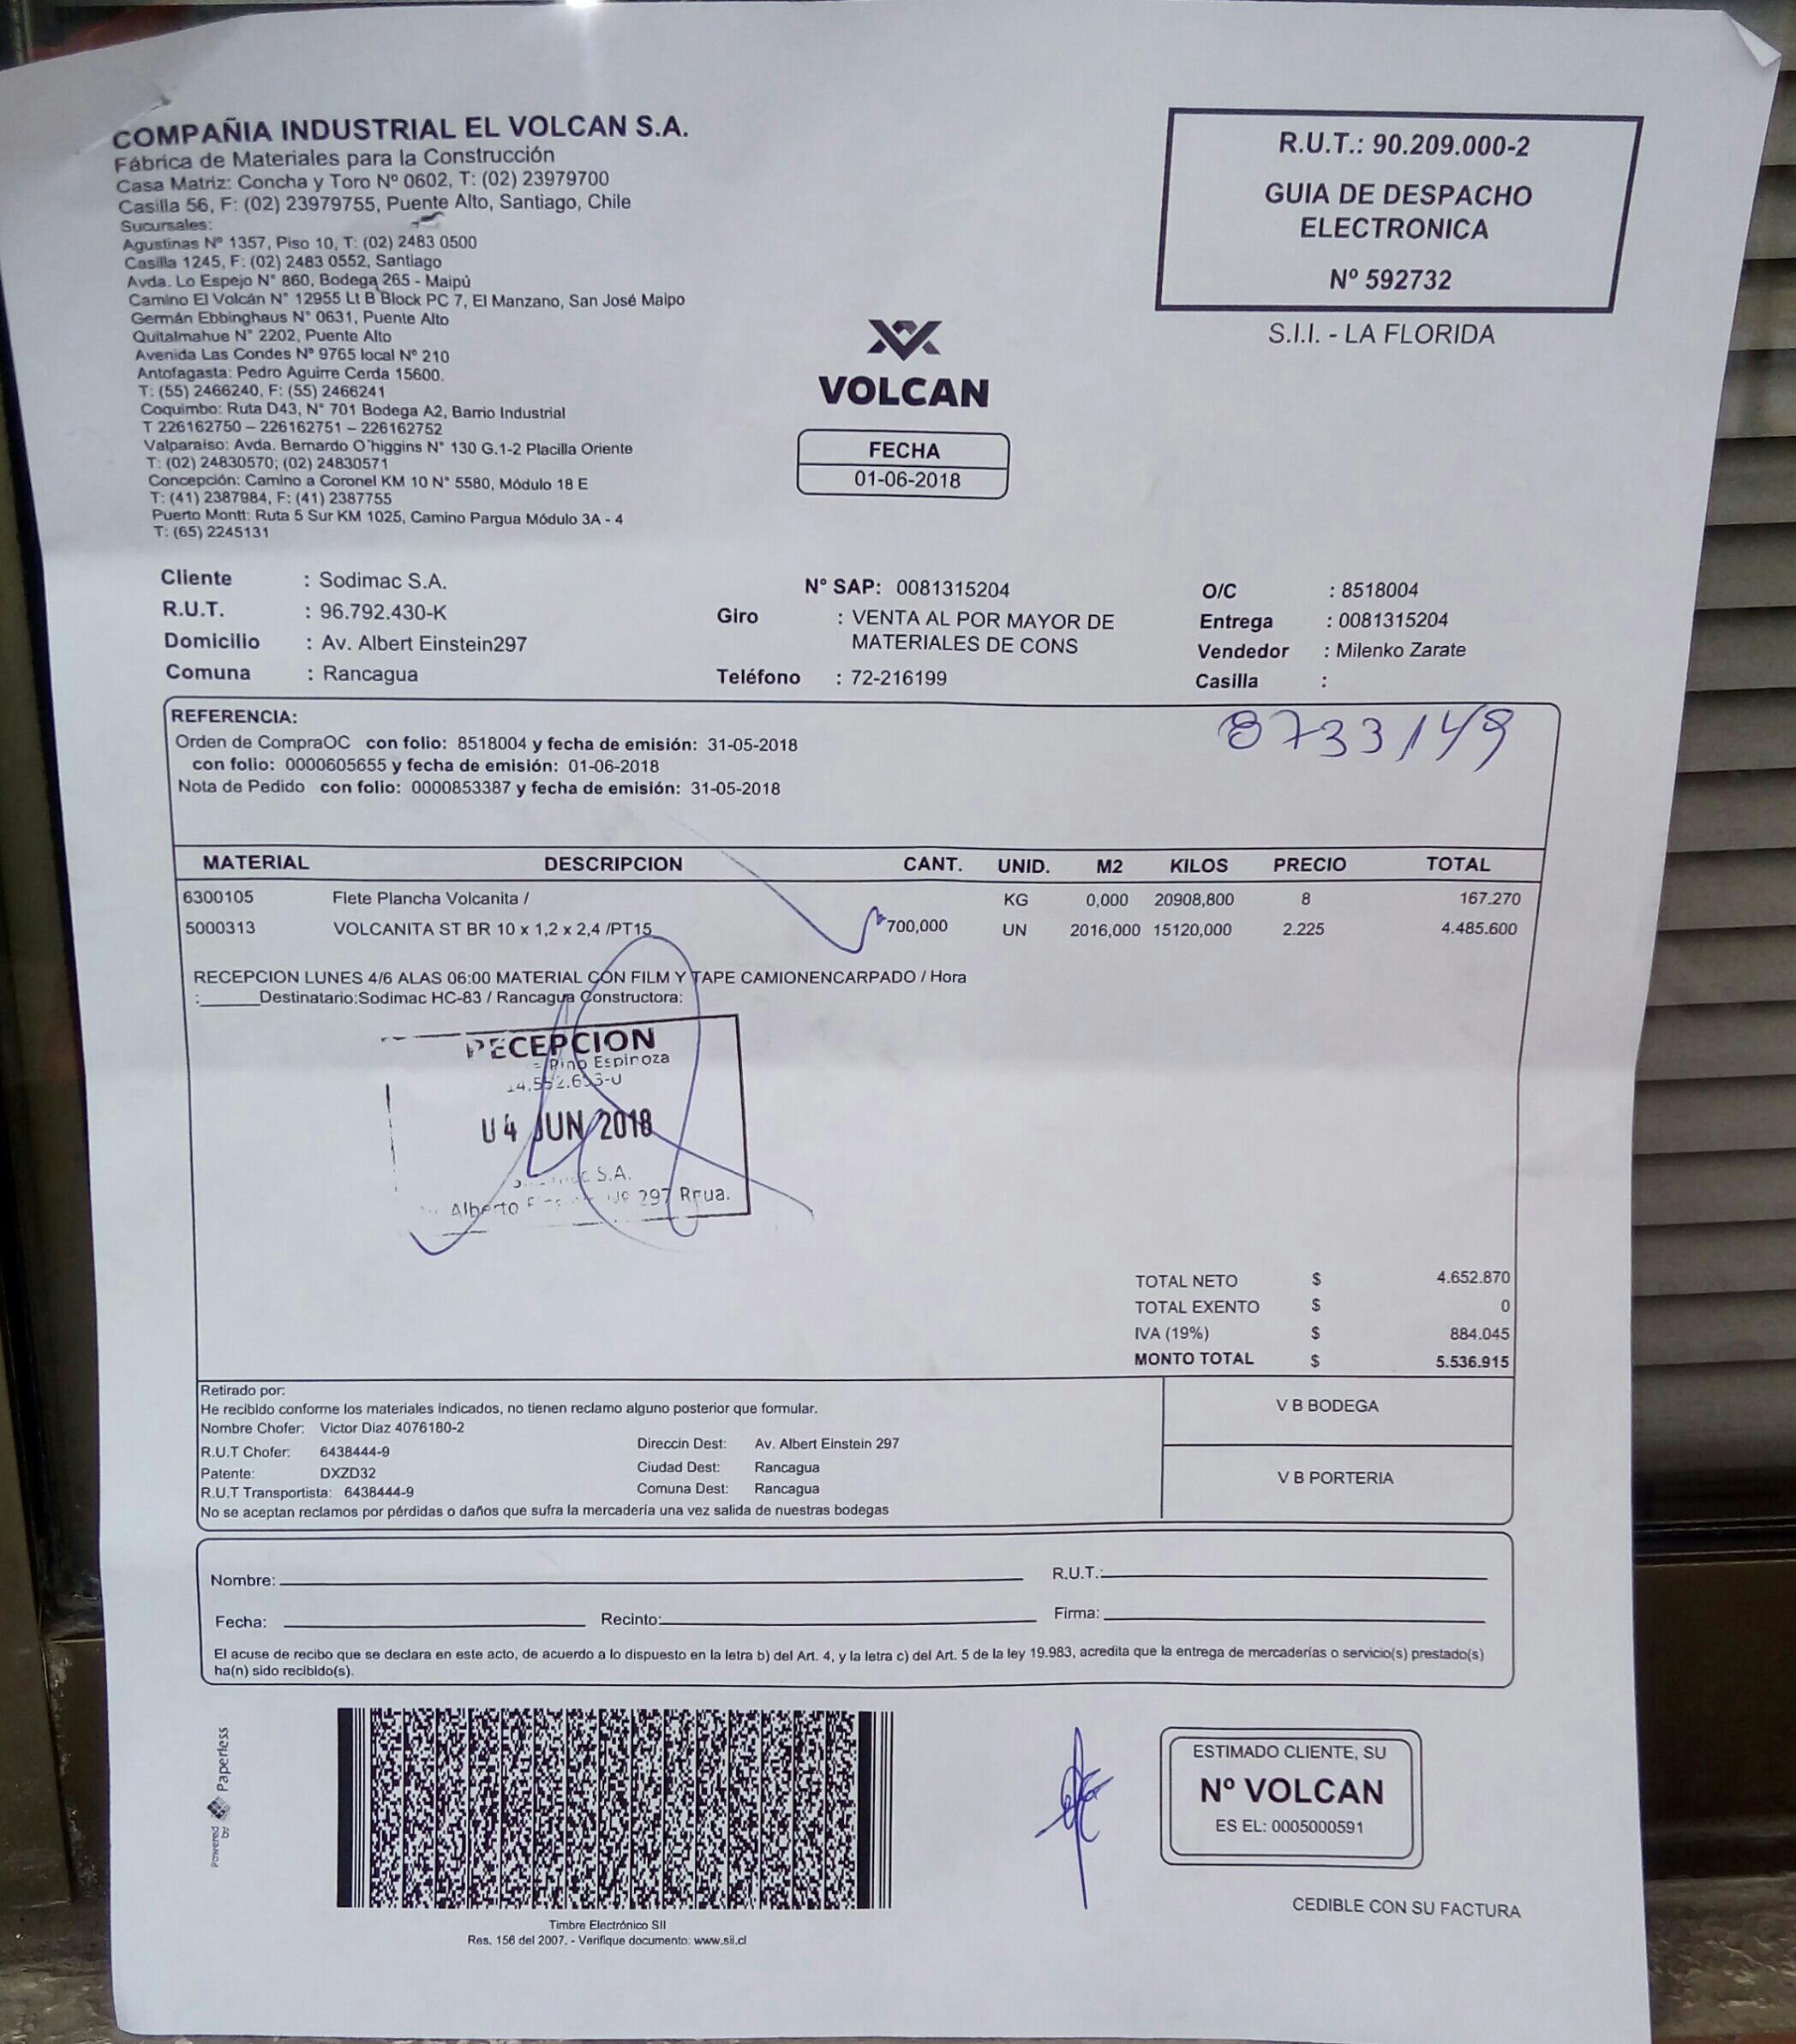 COMPAÑIA INDUSTRIAL EL VOLCAN S.A.
Fábrica de Materiales para la Construcción
Casa Matriz: Concha y Toro Nº 0602, T: (02) 23979700
Casilla 56, F: (02) 23979755, Puente Alto, Santiago, Chile
Sucursales:
Agustinas Nº 1357, Piso 10, T: (02) 2483 0500
Casilla 1245, F: (02) 2483 0552, Santiago
Avda. Lo Espejo N° 860, Bodega 265 - Maipú
Camino El Volcán N° 12955 Lt B Block PC 7, El Manzano, San José Maipo
Germán Ebbinghaus N° 0631, Puente Alto
Quitalmahue N° 2202, Puente Alto
Avenida Las Condes Nº 9765 local Nº 210
Antofagasta: Pedro Aguirre Cerda 15600.
T: (55) 2466240, F: (55) 2466241
Coquimbo: Ruta D43, N° 701 Bodega A2, Barrio Industrial
T 226162750 – 226162751 – 226162752
Valparaiso: Avda. Bernardo O'higgins N° 130 G.1-2 Placilla Oriente
T: (02) 24830570; (02) 24830571
Concepción: Camino a Coronel KM 10 N° 5580, Módulo 18 E
T: (41) 2387984, F: (41) 2387755
Puerto Montt: Ruta 5 Sur KM 1025, Camino Pargua Módulo 3A - 4
T: (65) 2245131
R.U.T.: 90.209.000-2
GUIA DE DESPACHO
ELECTRONICA
Nº 592732
S.I.I. - LA FLORIDA
VOLCAN
FECHA
01-06-2018
Cliente : Sodimac S.A.
R.U.T. : 96.792.430-K
Domicilio : Av. Albert Einstein297
Comuna : Rancagua
N° SAP: 0081315204
Giro : VENTA AL POR MAYOR DE
MATERIALES DE CONS
Teléfono : 72-216199
O/C : 8518004
Entrega : 0081315204
Vendedor : Milenko Zarate
Casilla :
REFERENCIA:
8733149
Orden de CompraOC con folio: 8518004 y fecha de emisión: 31-05-2018
con folio: 0000605655 y fecha de emisión: 01-06-2018
Nota de Pedido con folio: 0000853387 y fecha de emisión: 31-05-2018
MATERIAL DESCRIPCION CANT. UNID. M2 KILOS PRECIO TOTAL
6300105 Flete Plancha Volcanita / KG 0,000 20908,800 8 167.270
5000313 VOLCANITA ST BR 10 x 1,2 x 2,4 /PT15 700,000 UN 2016,000 15120,000 2.225 4.485.600
RECEPCION LUNES 4/6 ALAS 06:00 MATERIAL CON FILM Y TAPE CAMIONENCARPADO / Hora
:______Destinatario:Sodimac HC-83 / Rancagua Constructora:
RECEPCION
Pino Espinoza
04 JUN 2018
S.A.
Alberto 297 Rgua.
TOTAL NETO $ 4.652.870
TOTAL EXENTO $ 0
IVA (19%) $ 884.045
MONTO TOTAL $ 5.536.915
Retirado por:
He recibido conforme los materiales indicados, no tienen reclamo alguno posterior que formular.
Nombre Chofer: Victor Diaz 4076180-2
R.U.T Chofer: 6438444-9
Patente: DXZD32
R.U.T Transportista: 6438444-9
Direccin Dest: Av. Albert Einstein 297
Ciudad Dest: Rancagua
Comuna Dest: Rancagua
No se aceptan reclamos por pérdidas o daños que sufra la mercadería una vez salida de nuestras bodegas
V B BODEGA
V B PORTERIA
Nombre: R.U.T.:
Fecha: Recinto: Firma:
El acuse de recibo que se declara en este acto, de acuerdo a lo dispuesto en la letra b) del Art. 4, y la letra c) del Art. 5 de la ley 19.983, acredita que la entrega de mercaderías o servicio(s) prestado(s)
ha(n) sido recibido(s).
Powered by Paperless
Timbre Electrónico SII
Res. 156 del 2007. - Verifique documento: www.sii.cl
ESTIMADO CLIENTE, SU
Nº VOLCAN
ES EL: 0005000591
CEDIBLE CON SU FACTURA